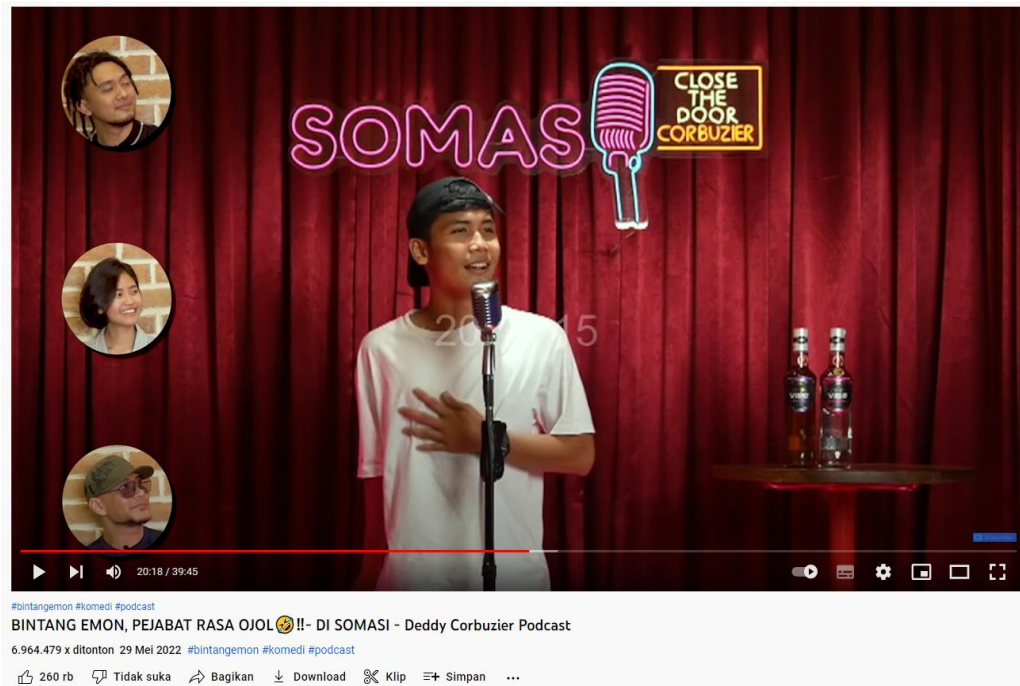 SOMAS
CLOSE
THE
DOOR
CORBUZIER
20:18 / 39:45
#bintangemon #komedi #podcast
BINTANG EMON, PEJABAT RASA OJOL🤣!!- DI SOMASI - Deddy Corbuzier Podcast
6.964.479 x ditonton 29 Mei 2022 #bintangemon #komedi #podcast
260 rb Tidak suka Bagikan Download Klip Simpan ...